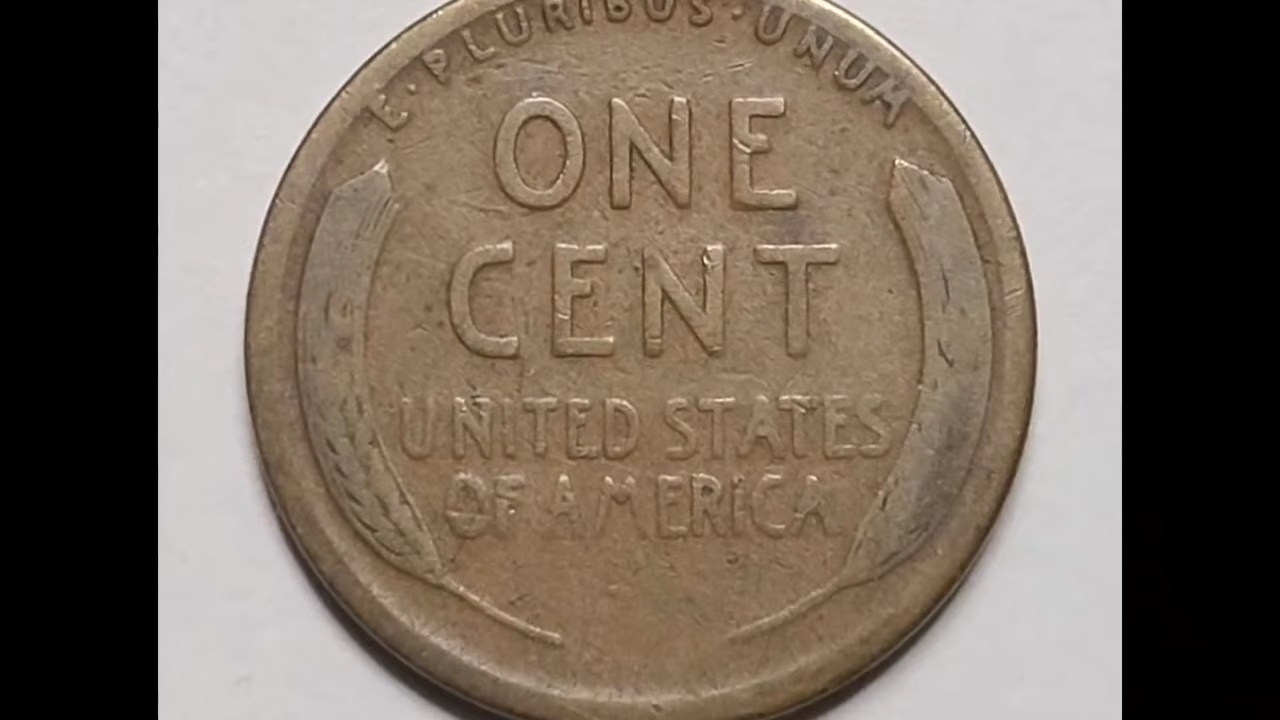 E·PLURIBUS·UNUM
ONE
CENT
UNITED STATES
OF AMERICA